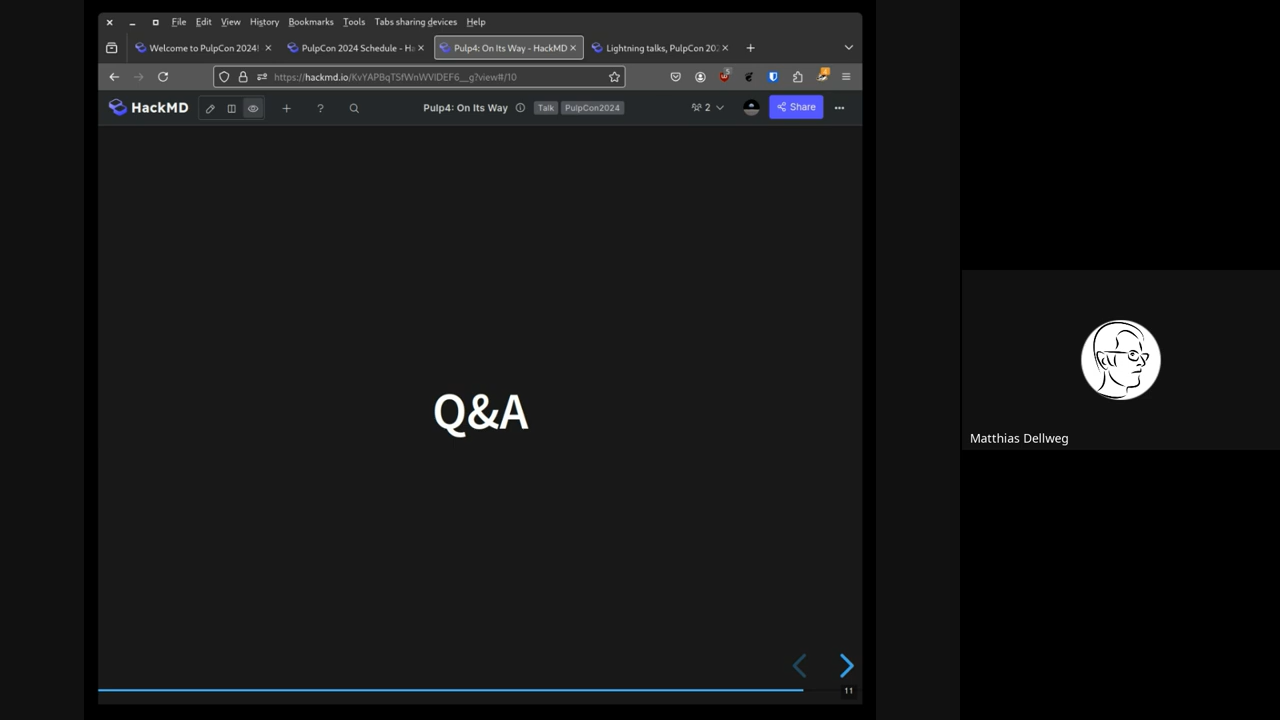 File Edit View History Bookmarks Tools Tabs sharing devices Help
Welcome to PulpCon 2024!
PulpCon 2024 Schedule - Ha
Pulp4: On Its Way - HackMD
Lightning talks, PulpCon 202
HackMD
Pulp4: On Its Way
Talk
PulpCon2024
2
Share
Q&A
11
Matthias Dellweg